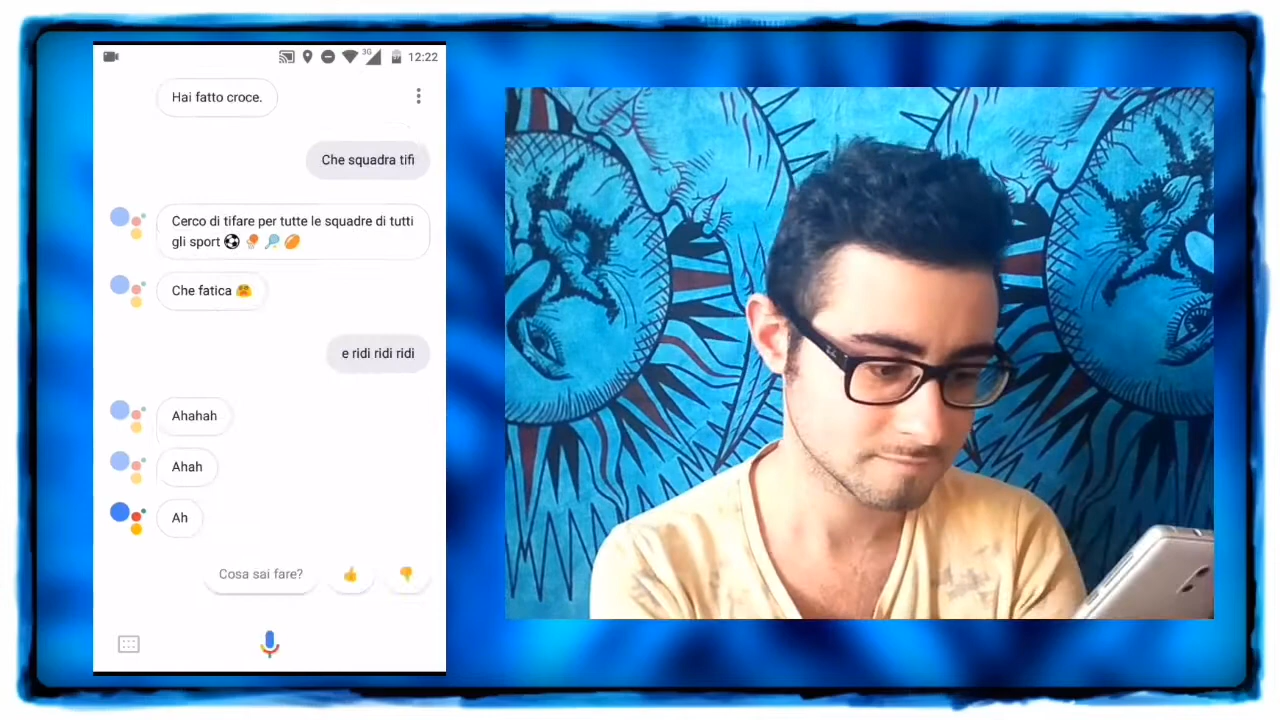 3G 12:22
Hai fatto croce.
Che squadra tifi
Cerco di tifare per tutte le squadre di tutti
gli sport ⚽🏓🎾🏉
Che fatica 😫
e ridi ridi ridi
Ahahah
Ahah
Ah
Cosa sai fare? 👍 👎